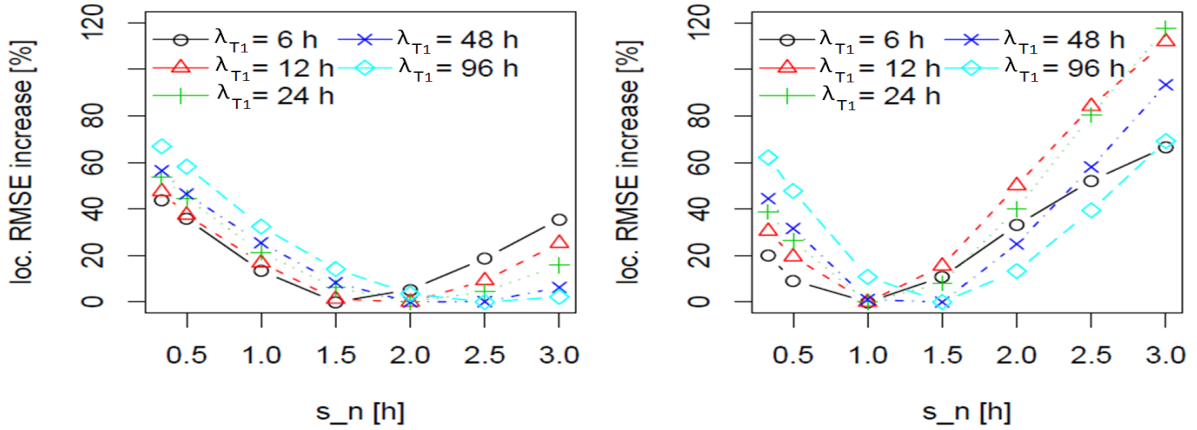 loc. RMSE increase [%]
120
80
60
40
20
0
λT1 = 6 h
λT1 = 12 h
λT1 = 24 h
λT1 = 48 h
λT1 = 96 h
0.5 1.0 1.5 2.0 2.5 3.0
s_n [h]
loc. RMSE increase [%]
120
80
60
40
20
0
λT1 = 6 h
λT1 = 12 h
λT1 = 24 h
λT1 = 48 h
λT1 = 96 h
0.5 1.0 1.5 2.0 2.5 3.0
s_n [h]